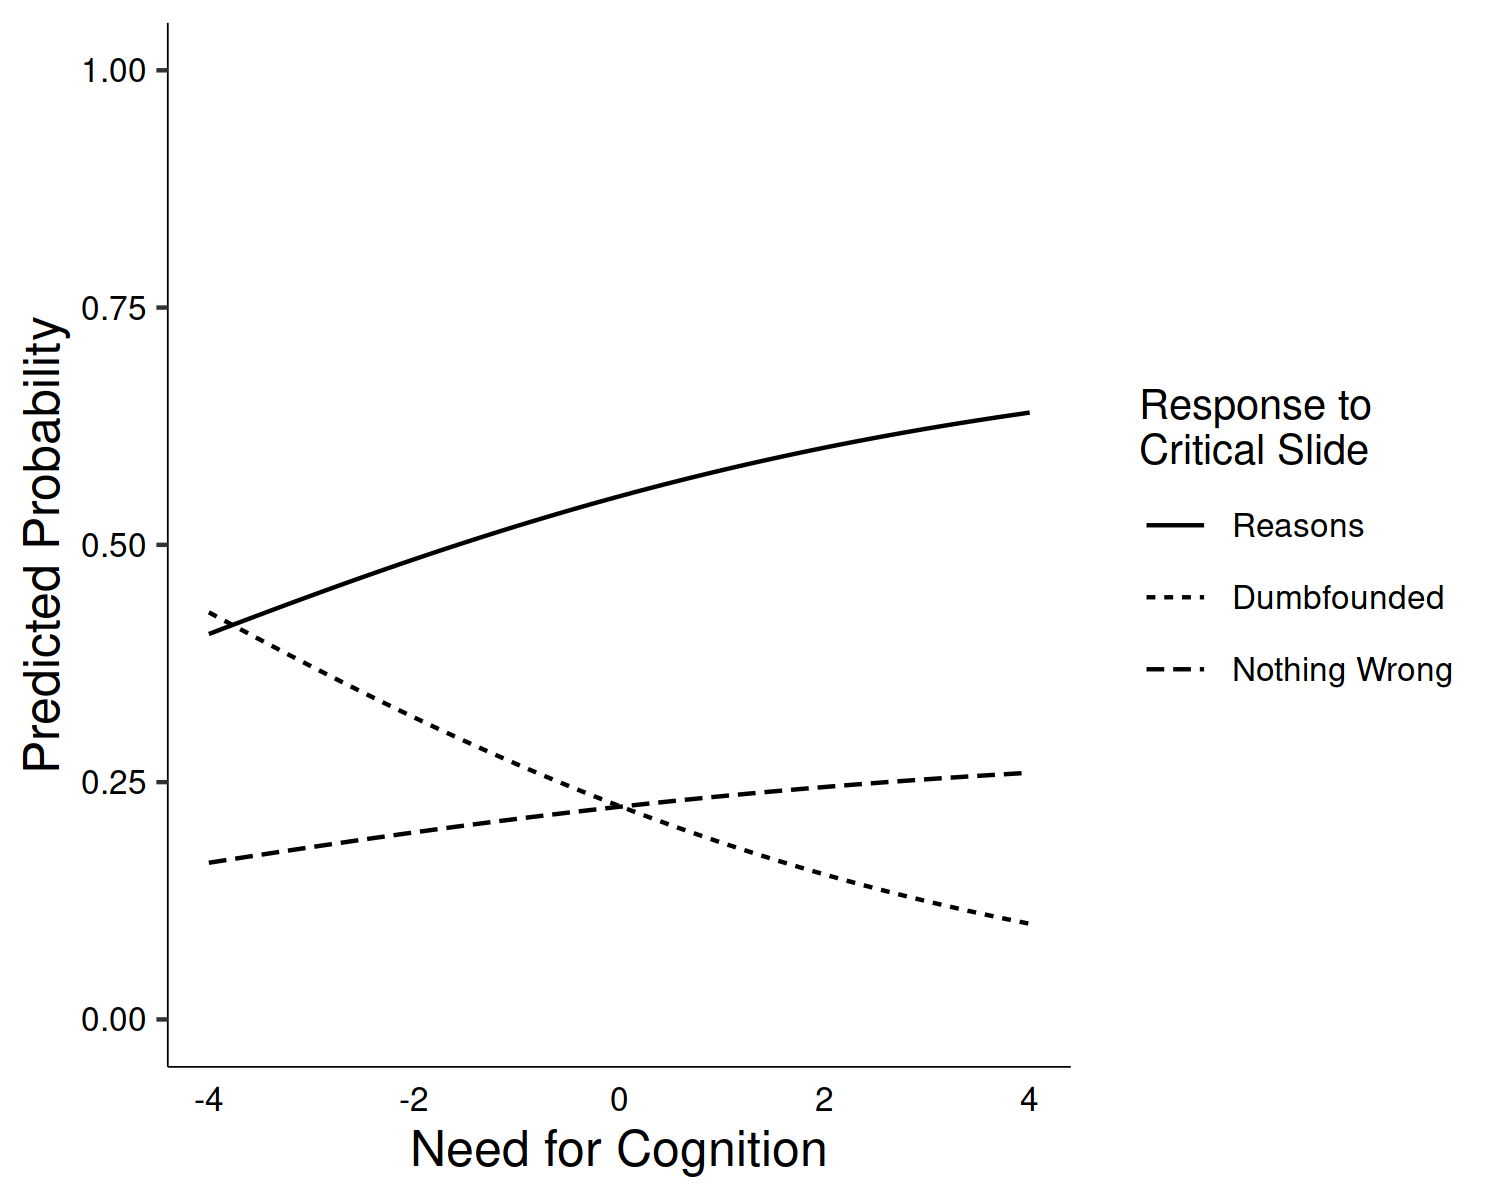 1.00
0.75
0.50
0.25
0.00
Predicted Probability
-4 -2 0 2 4
Need for Cognition
Response to
Critical Slide
Reasons
Dumbfounded
Nothing Wrong